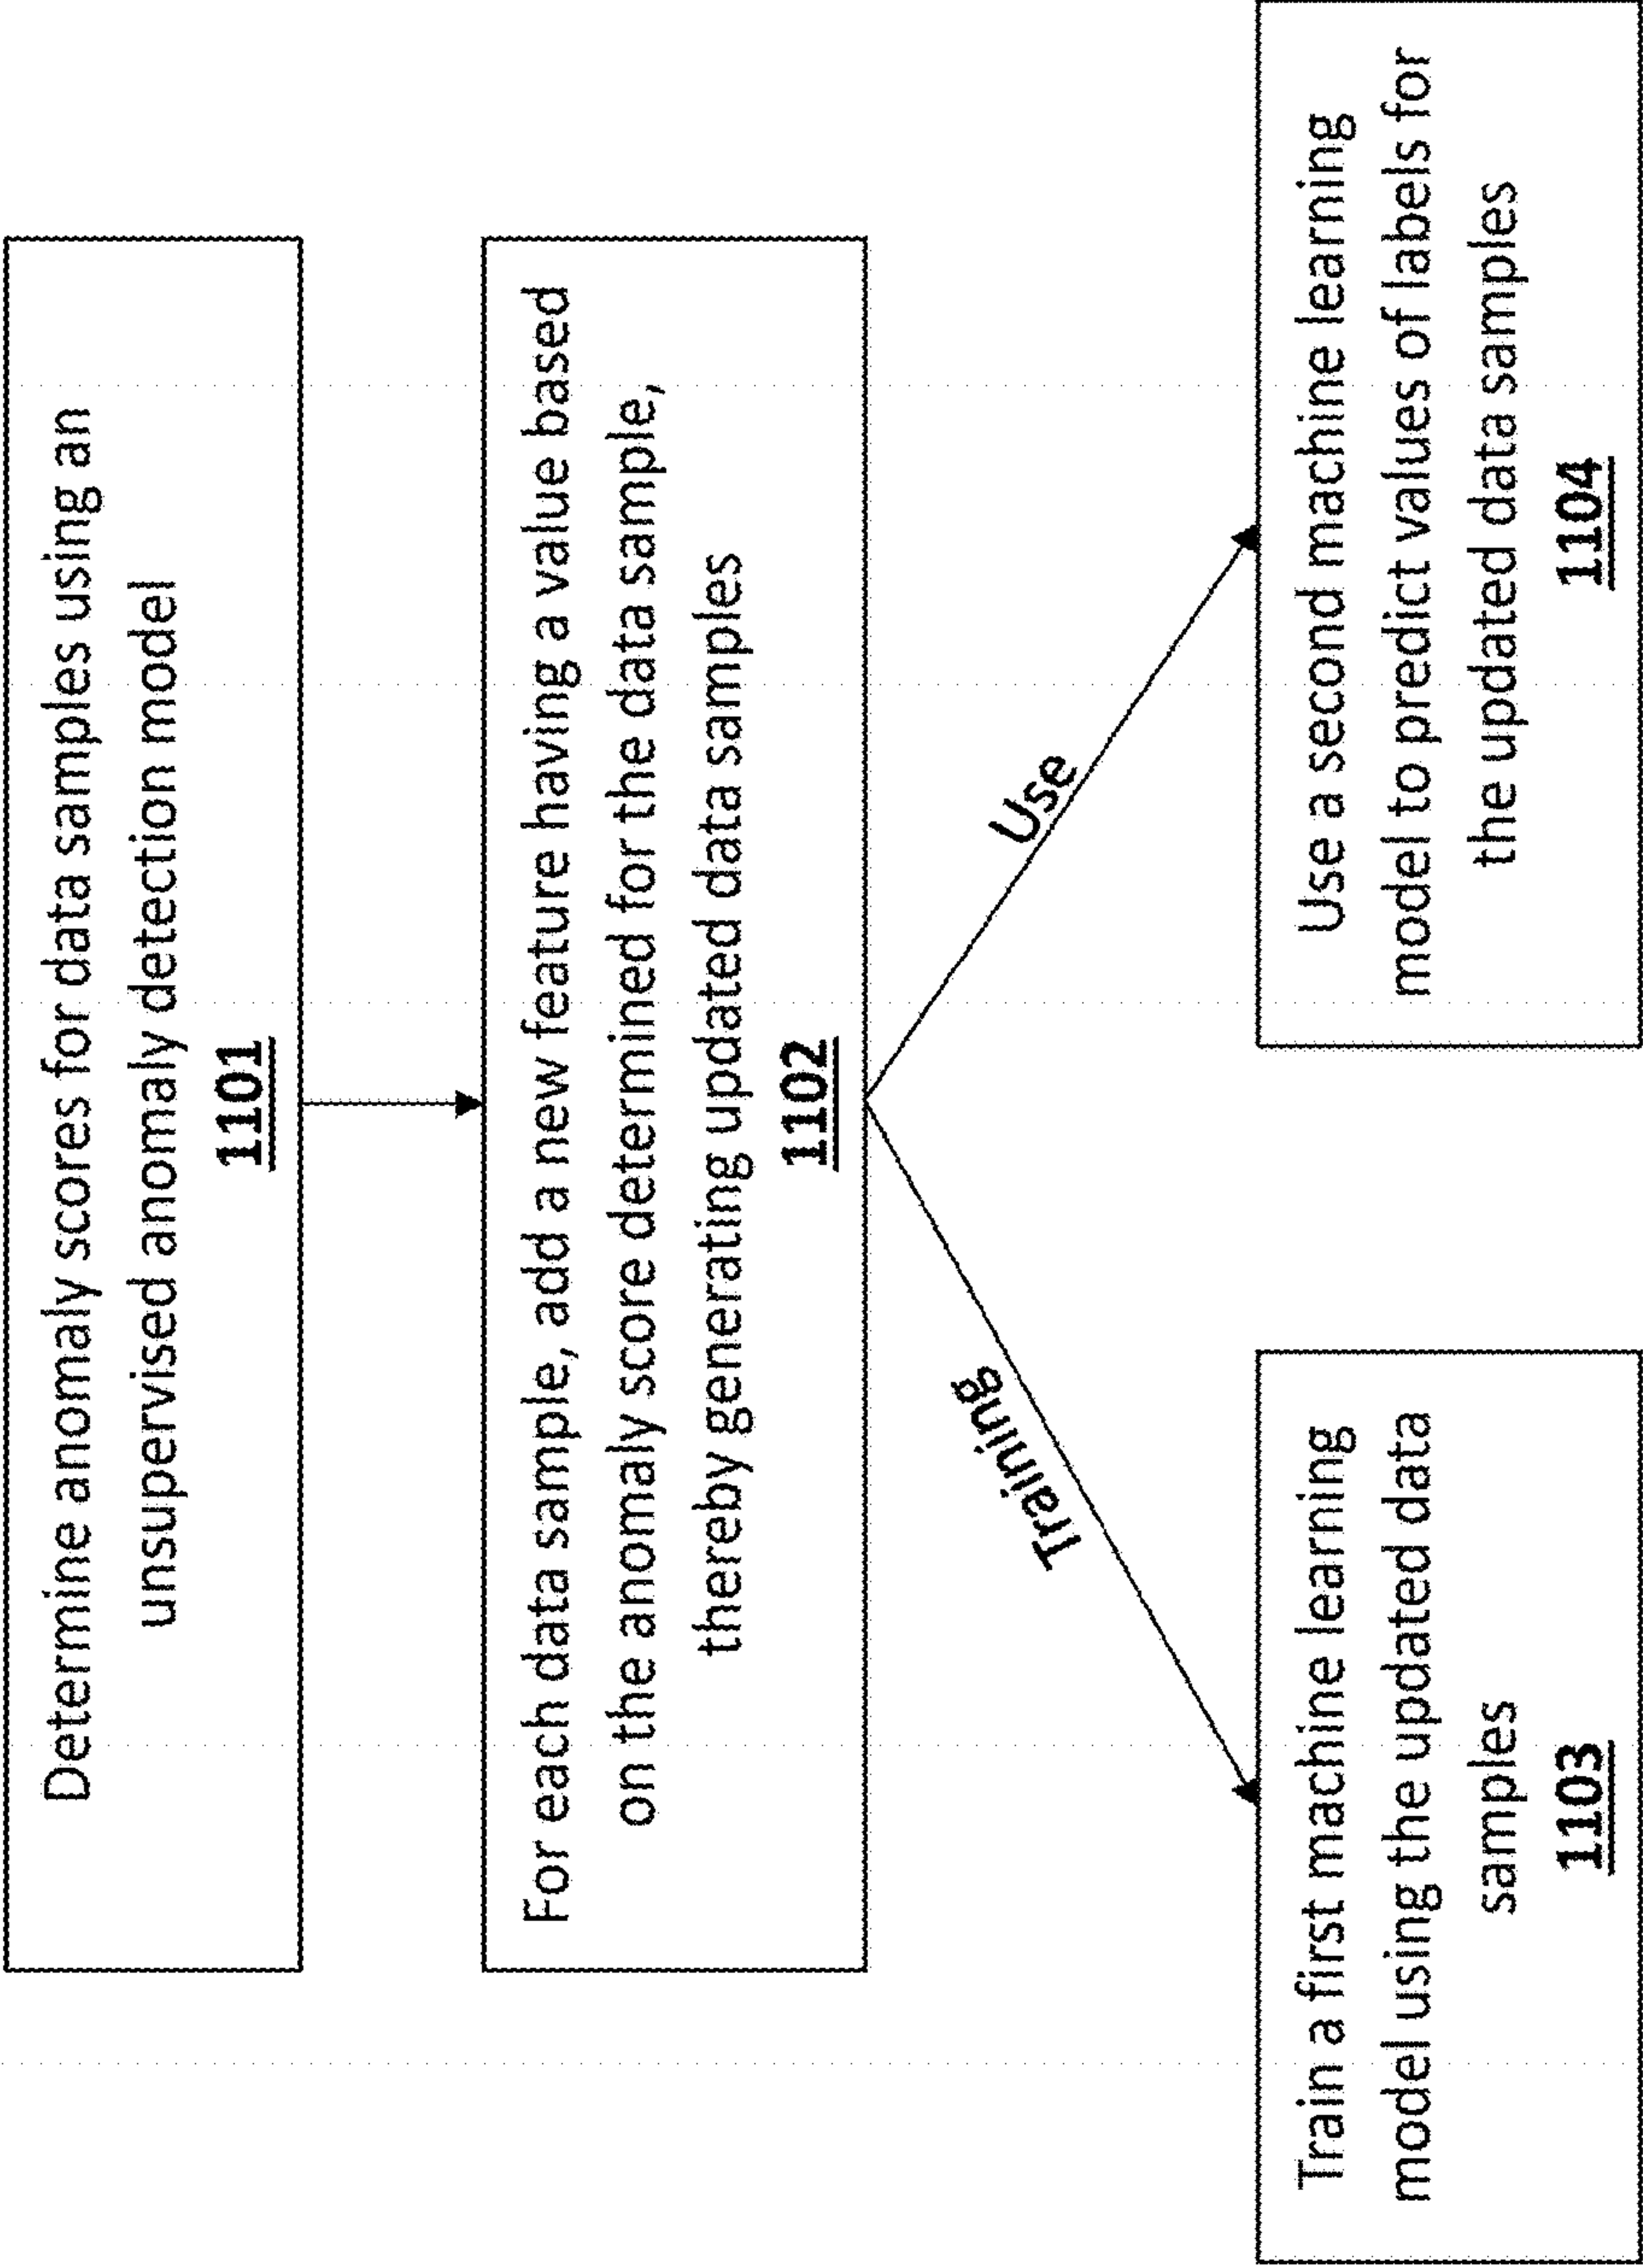 Determine anomaly scores for data samples using an
unsupervised anomaly detection model
1101
For each data sample, add a new feature having a value based
on the anomaly score determined for the data sample,
thereby generating updated data samples
1102
Training
Use
Train a first machine learning
model using the updated data
samples
1103
Use a second machine learning
model to predict values of labels for
the updated data samples
1104